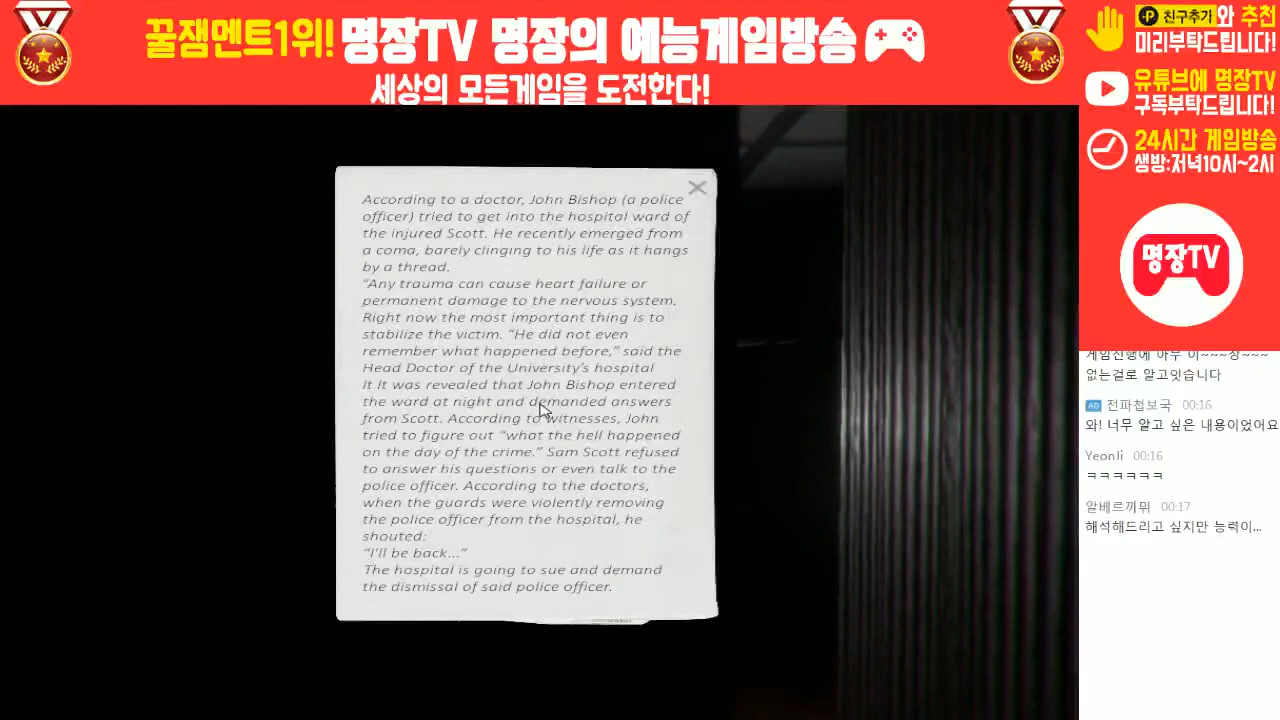 꿀잼멘트1위! 명장TV 명장의 예능게임방송
세상의 모든게임을 도전한다!
P 친구추가 와 추천
미리부탁드립니다!
유튜브에 명장TV
구독부탁드립니다!
24시간 게임방송
생방:저녁10시~2시
명장TV
According to a doctor, John Bishop (a police
officer) tried to get into the hospital ward of
the injured Scott. He recently emerged from
a coma, barely clinging to his life as it hangs
by a thread.
"Any trauma can cause heart failure or
permanent damage to the nervous system.
Right now the most important thing is to
stabilize the victim. "He did not even
remember what happened before," said the
Head Doctor of the University's hospital
It It was revealed that John Bishop entered
the ward at night and demanded answers
from Scott. According to witnesses, John
tried to figure out "what the hell happened
on the day of the crime." Sam Scott refused
to answer his questions or even talk to the
police officer. According to the doctors,
when the guards were violently removing
the police officer from the hospital, he
shouted:
"I'll be back..."
The hospital is going to sue and demand
the dismissal of said police officer.
게임진행에 아무 이~~~상~~~
없는걸로 알고잇습니다
AD 전파첩보국 00:16
와! 너무 알고 싶은 내용이었어요
YeonJi 00:16
ㅋㅋㅋㅋㅋㅋ
알베르끼뮈 00:17
해석해드리고 싶지만 능력이...